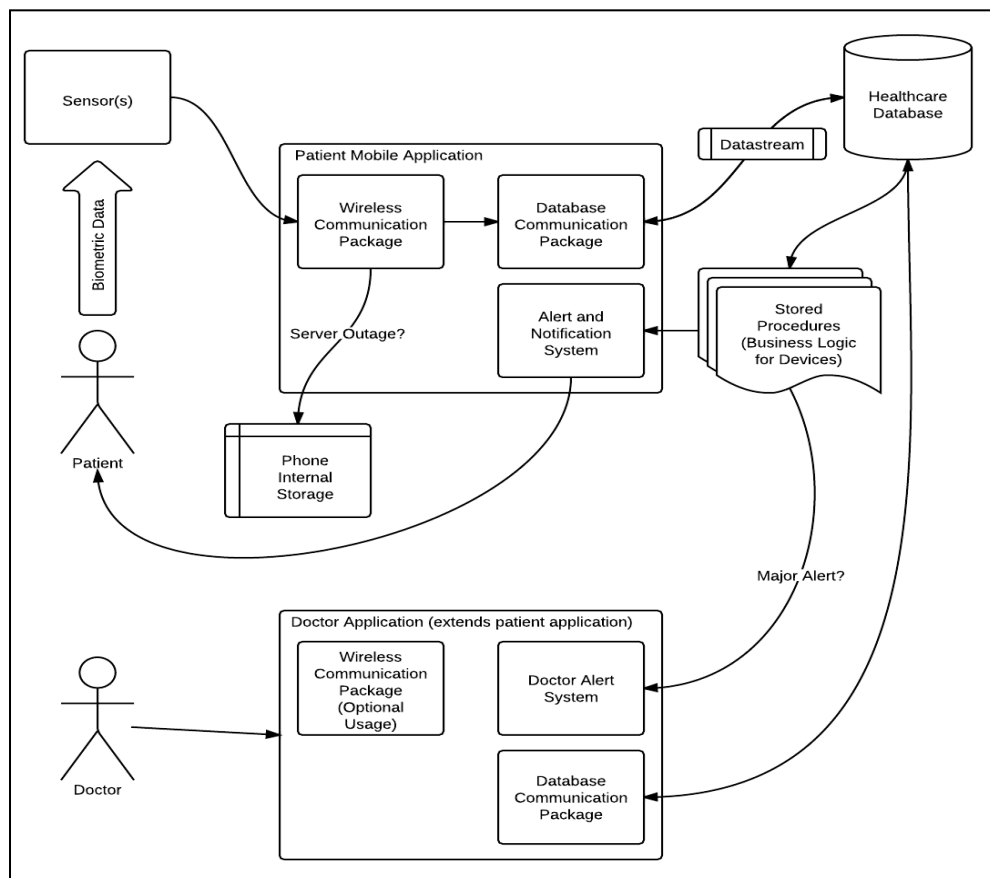 Sensor(s)
Healthcare
Database
Datastream
Patient Mobile Application
Wireless
Communication
Package
Database
Communication
Package
Biometric Data
Server Outage?
Alert and
Notification
System
Stored
Procedures
(Business Logic
for Devices)
Patient
Phone
Internal
Storage
Major Alert?
Doctor Application (extends patient application)
Wireless
Communication
Package
(Optional
Usage)
Doctor Alert
System
Doctor
Database
Communication
Package